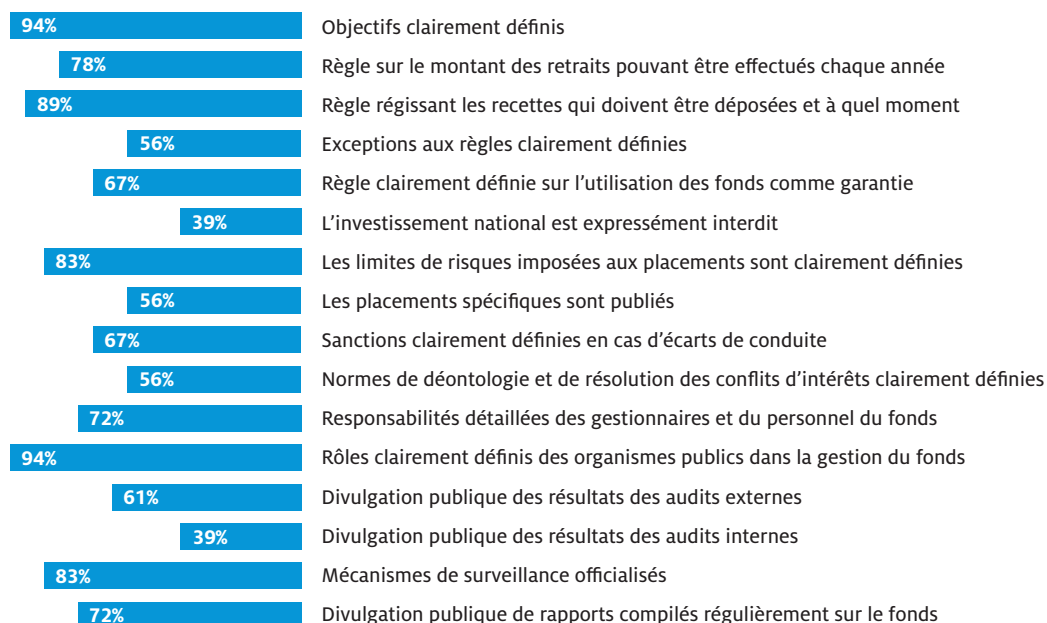 94% Objectifs clairement définis
78% Règle sur le montant des retraits pouvant être effectués chaque année
89% Règle régissant les recettes qui doivent être déposées et à quel moment
56% Exceptions aux règles clairement définies
67% Règle clairement définie sur l'utilisation des fonds comme garantie
39% L'investissement national est expressément interdit
83% Les limites de risques imposées aux placements sont clairement définies
56% Les placements spécifiques sont publiés
67% Sanctions clairement définies en cas d'écarts de conduite
56% Normes de déontologie et de résolution des conflits d'intérêts clairement définies
72% Responsabilités détaillées des gestionnaires et du personnel du fonds
94% Rôles clairement définis des organismes publics dans la gestion du fonds
61% Divulgation publique des résultats des audits externes
39% Divulgation publique des résultats des audits internes
83% Mécanismes de surveillance officialisés
72% Divulgation publique de rapports compilés régulièrement sur le fonds